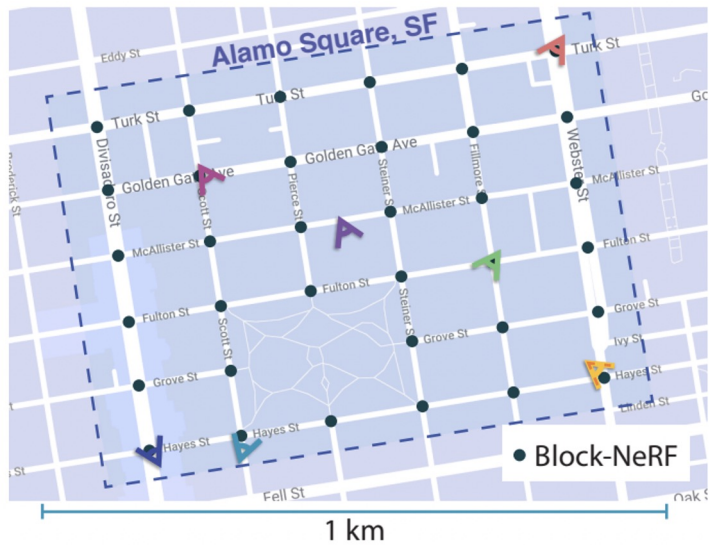 Alamo Square, SF
Eddy St
Turk St
Turk St
Turk St
Divisadero St
Golden Gate Ave
Golden Gate Ave
Go
Scott St
Pierce St
Steiner S
Fillmore S
Webster St
McAllister St
McAllister St
McAllister St
Fulton St
Fulton St
Fulton St
Scott St
Steiner St
Grove St
Grove St
Grove St
Ivy St
Hayes St
Hayes St
Hayes St
Linden St
s St
Fell St
Oak S
Block-NeRF
1 km